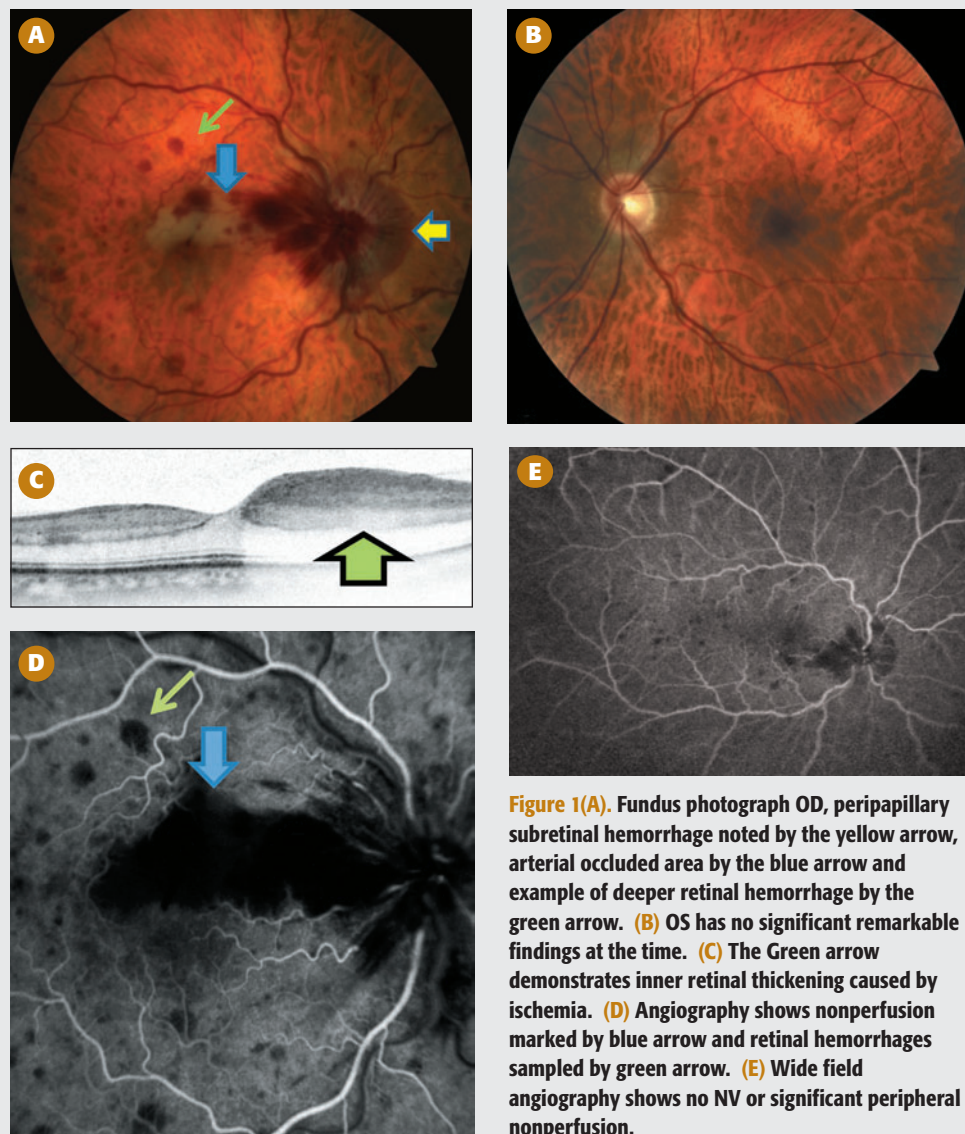 A
B
C
E
D
Figure 1(A). Fundus photograph OD, peripapillary
subretinal hemorrhage noted by the yellow arrow,
arterial occluded area by the blue arrow and
example of deeper retinal hemorrhage by the
green arrow. (B) OS has no significant remarkable
findings at the time. (C) The Green arrow
demonstrates inner retinal thickening caused by
ischemia. (D) Angiography shows nonperfusion
marked by blue arrow and retinal hemorrhages
sampled by green arrow. (E) Wide field
angiography shows no NV or significant peripheral
nonperfusion.